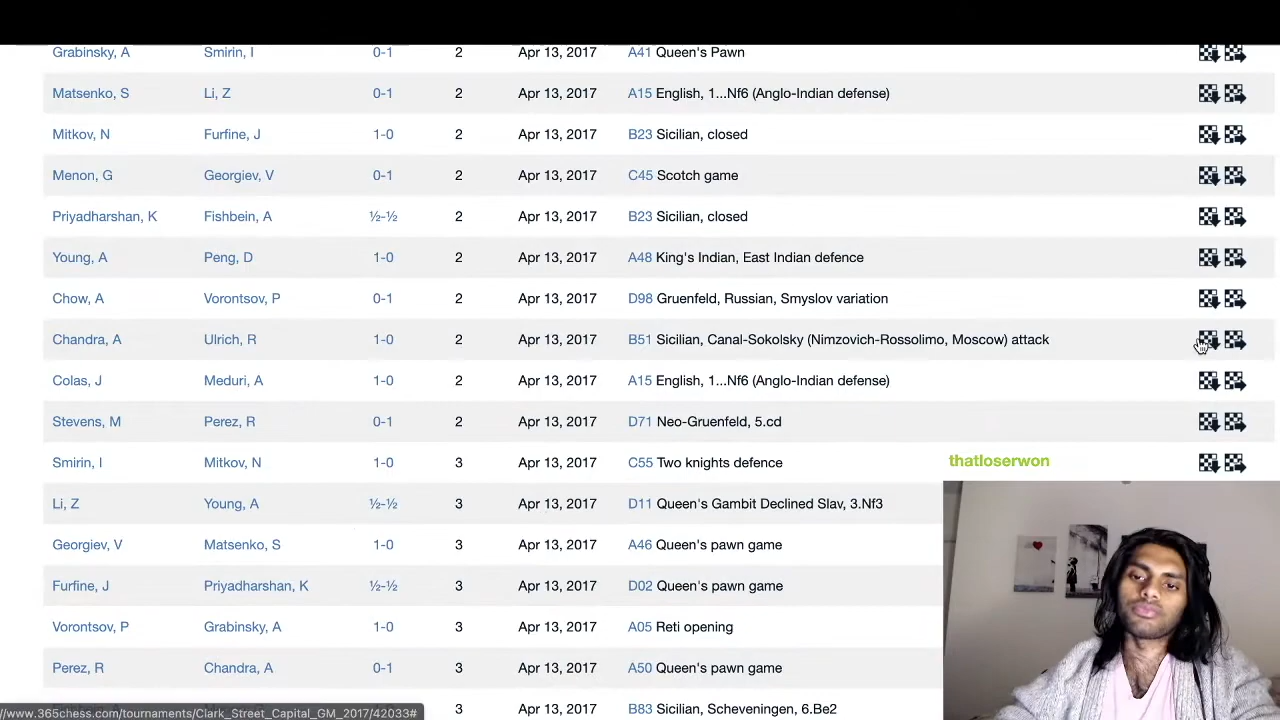 Grabinsky, A Smirin, I 0-1 2 Apr 13, 2017 A41 Queen's Pawn
Matsenko, S Li, Z 0-1 2 Apr 13, 2017 A15 English, 1...Nf6 (Anglo-Indian defense)
Mitkov, N Furfine, J 1-0 2 Apr 13, 2017 B23 Sicilian, closed
Menon, G Georgiev, V 0-1 2 Apr 13, 2017 C45 Scotch game
Priyadharshan, K Fishbein, A ½-½ 2 Apr 13, 2017 B23 Sicilian, closed
Young, A Peng, D 1-0 2 Apr 13, 2017 A48 King's Indian, East Indian defence
Chow, A Vorontsov, P 0-1 2 Apr 13, 2017 D98 Gruenfeld, Russian, Smyslov variation
Chandra, A Ulrich, R 1-0 2 Apr 13, 2017 B51 Sicilian, Canal-Sokolsky (Nimzovich-Rossolimo, Moscow) attack
Colas, J Meduri, A 1-0 2 Apr 13, 2017 A15 English, 1...Nf6 (Anglo-Indian defense)
Stevens, M Perez, R 0-1 2 Apr 13, 2017 D71 Neo-Gruenfeld, 5.cd
Smirin, I Mitkov, N 1-0 3 Apr 13, 2017 C55 Two knights defence
thatloserwon
Li, Z Young, A ½-½ 3 Apr 13, 2017 D11 Queen's Gambit Declined Slav, 3.Nf3
Georgiev, V Matsenko, S 1-0 3 Apr 13, 2017 A46 Queen's pawn game
Furfine, J Priyadharshan, K ½-½ 3 Apr 13, 2017 D02 Queen's pawn game
Vorontsov, P Grabinsky, A 1-0 3 Apr 13, 2017 A05 Reti opening
Perez, R Chandra, A 0-1 3 Apr 13, 2017 A50 Queen's pawn game
3 Apr 13, 2017 B83 Sicilian, Scheveningen, 6.Be2
//www.365chess.com/tournaments/Clark_Street_Capital_GM_2017/42033#